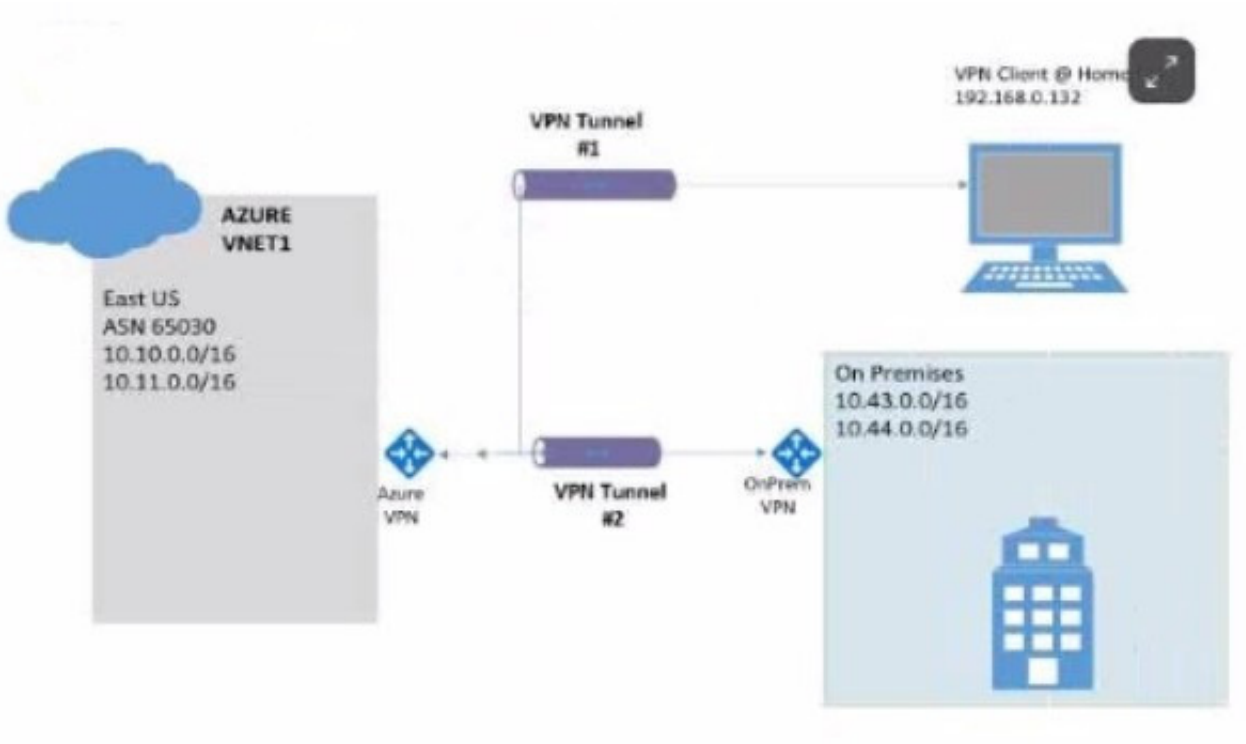 VPN Client @ Home
192.168.0.132
VPN Tunnel
#1
AZURE
VNET1
East US
ASN 65030
10.10.0.0/16
10.11.0.0/16
On Premises
10.43.0.0/16
10.44.0.0/16
Azure
VPN
VPN Tunnel
#2
OnPrem
VPN